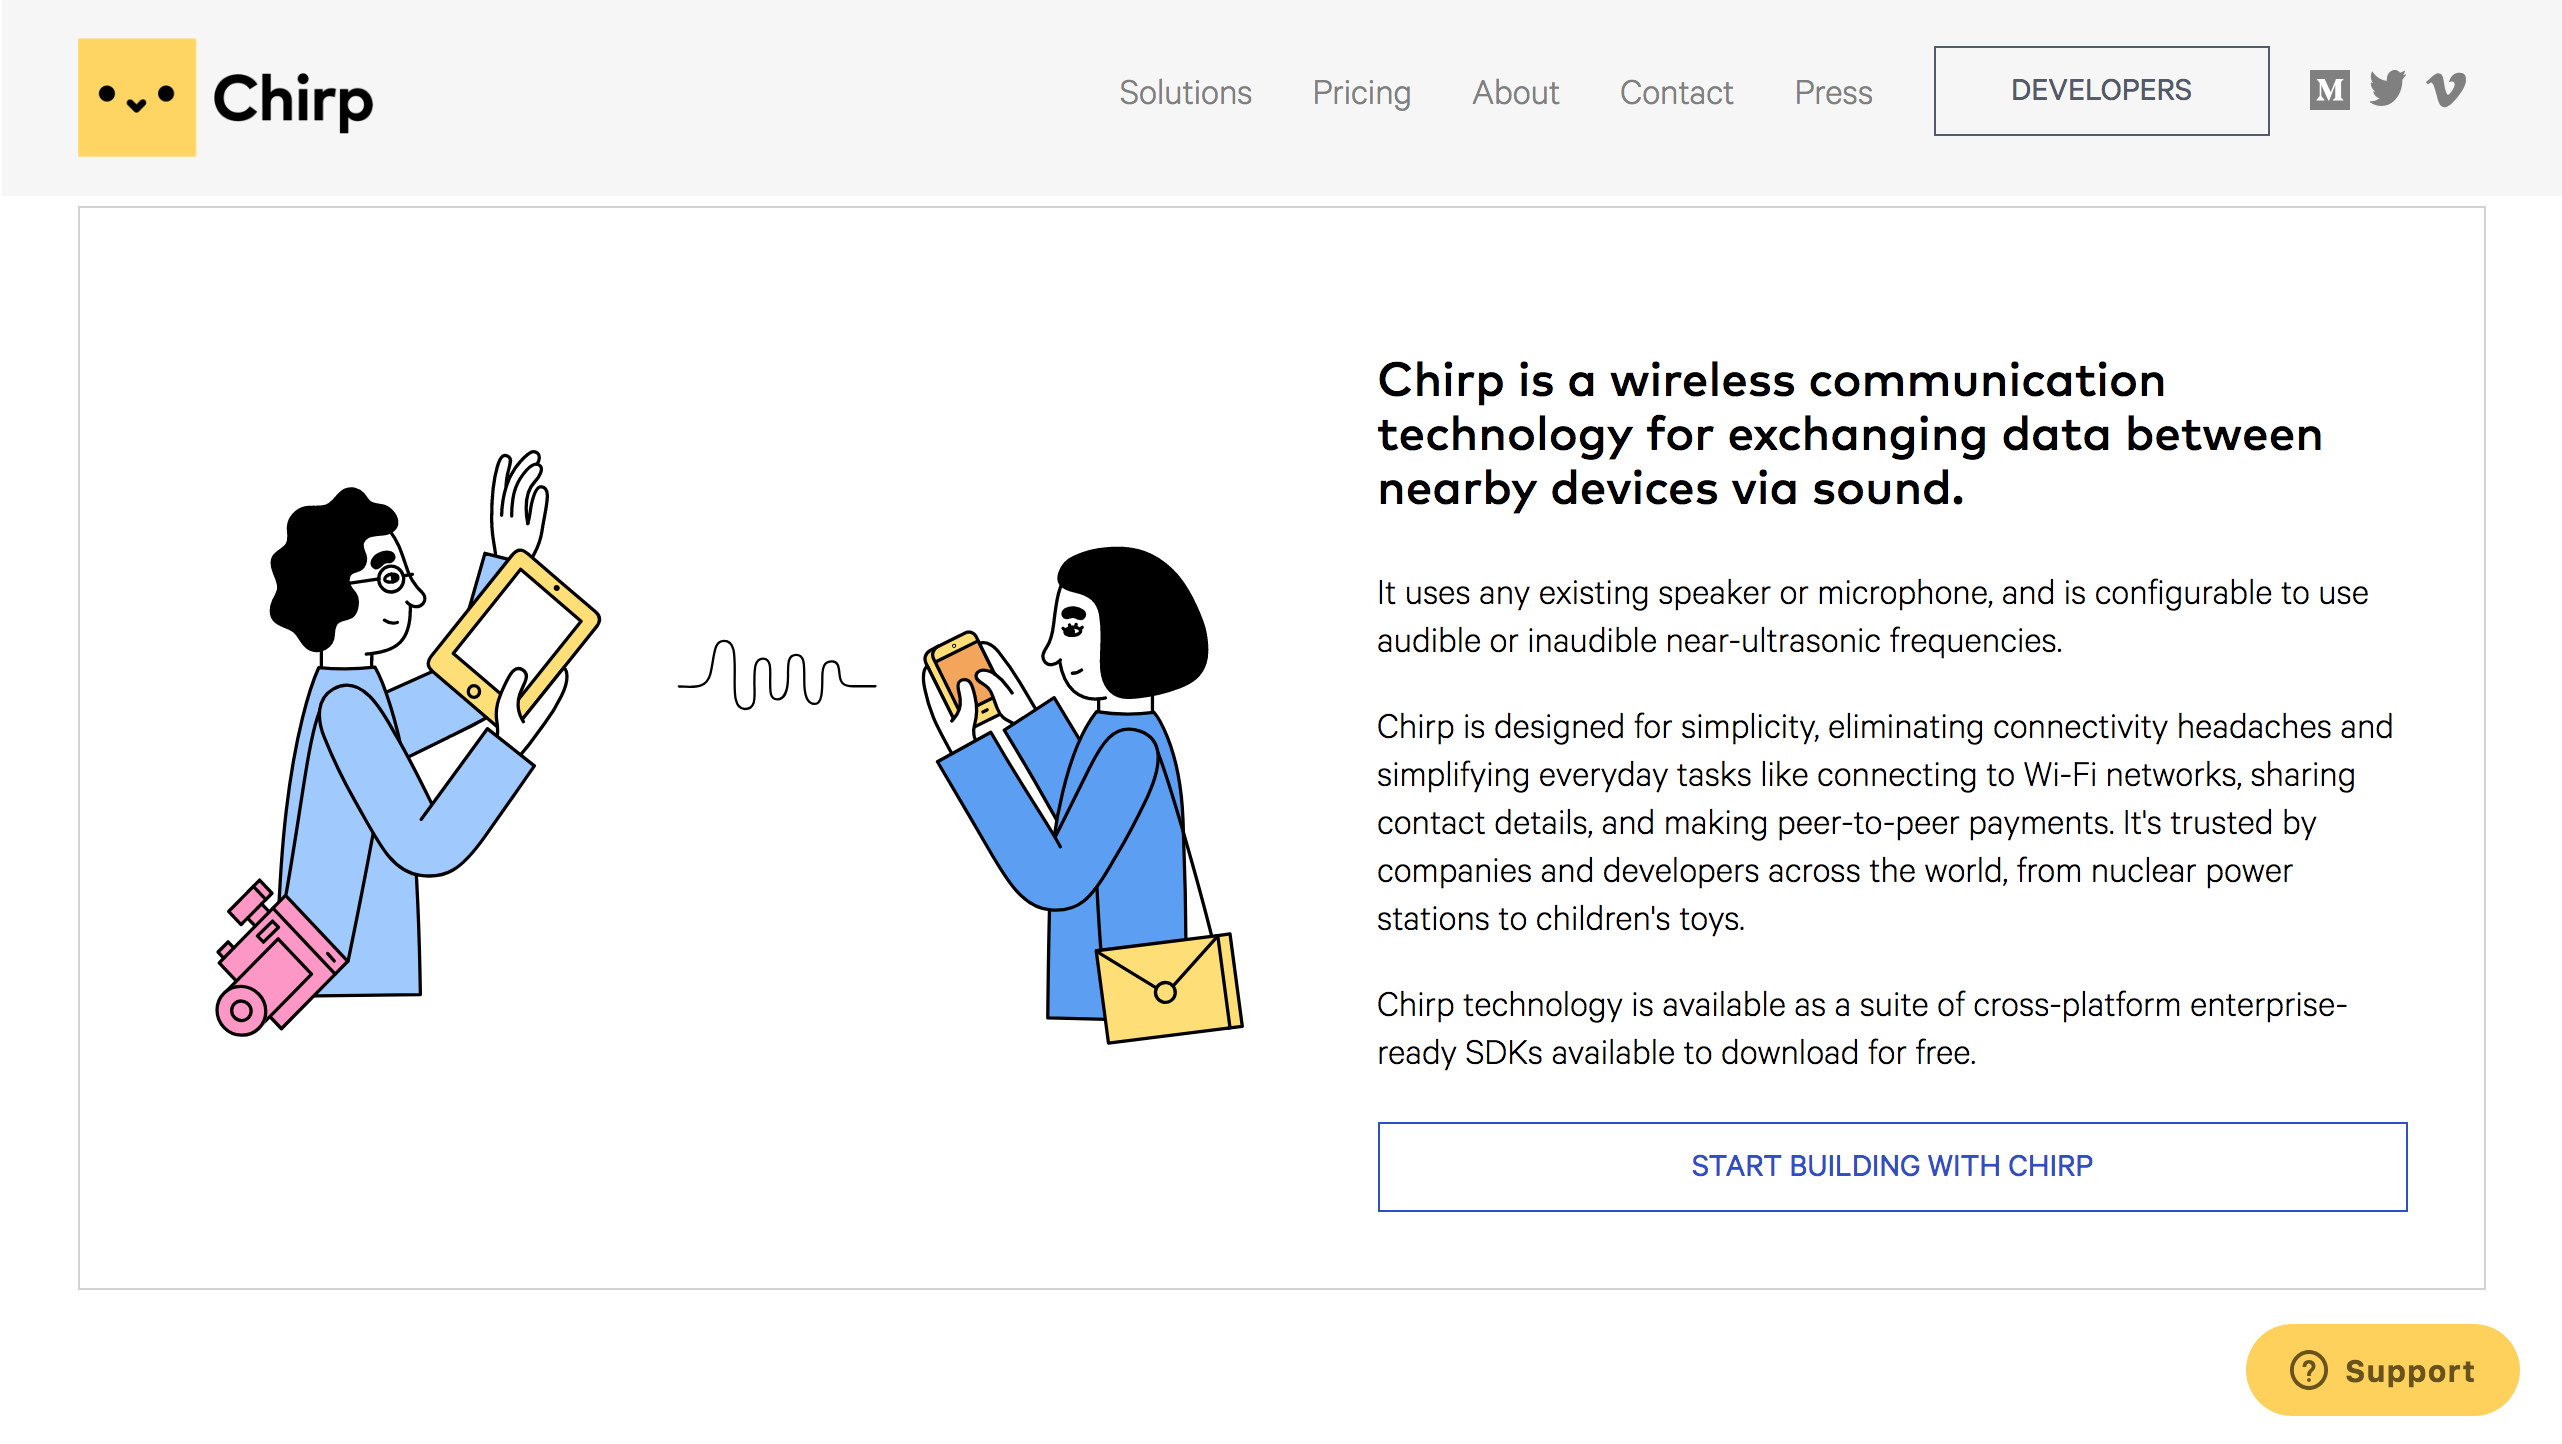 Chirp
Solutions
Pricing
About
Contact
Press
DEVELOPERS
M
Chirp is a wireless communication
technology for exchanging data between
nearby devices via sound.
It uses any existing speaker or microphone, and is configurable to use
audible or inaudible near-ultrasonic frequencies.
Chirp is designed for simplicity, eliminating connectivity headaches and
simplifying everyday tasks like connecting to Wi-Fi networks, sharing
contact details, and making peer-to-peer payments. It's trusted by
companies and developers across the world, from nuclear power
stations to children's toys.
Chirp technology is available as a suite of cross-platform enterprise-
ready SDKs available to download for free.
START BUILDING WITH CHIRP
? Support